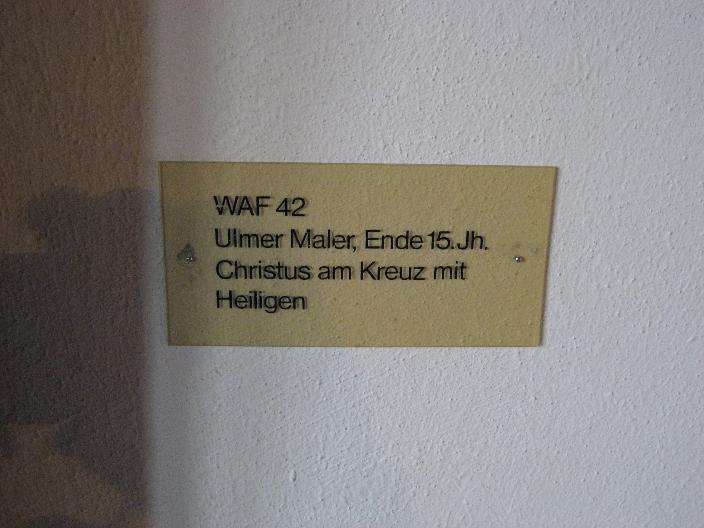 WAF 42
Ulmer Maler, Ende 15. Jh.
Christus am Kreuz mit
Heiligen